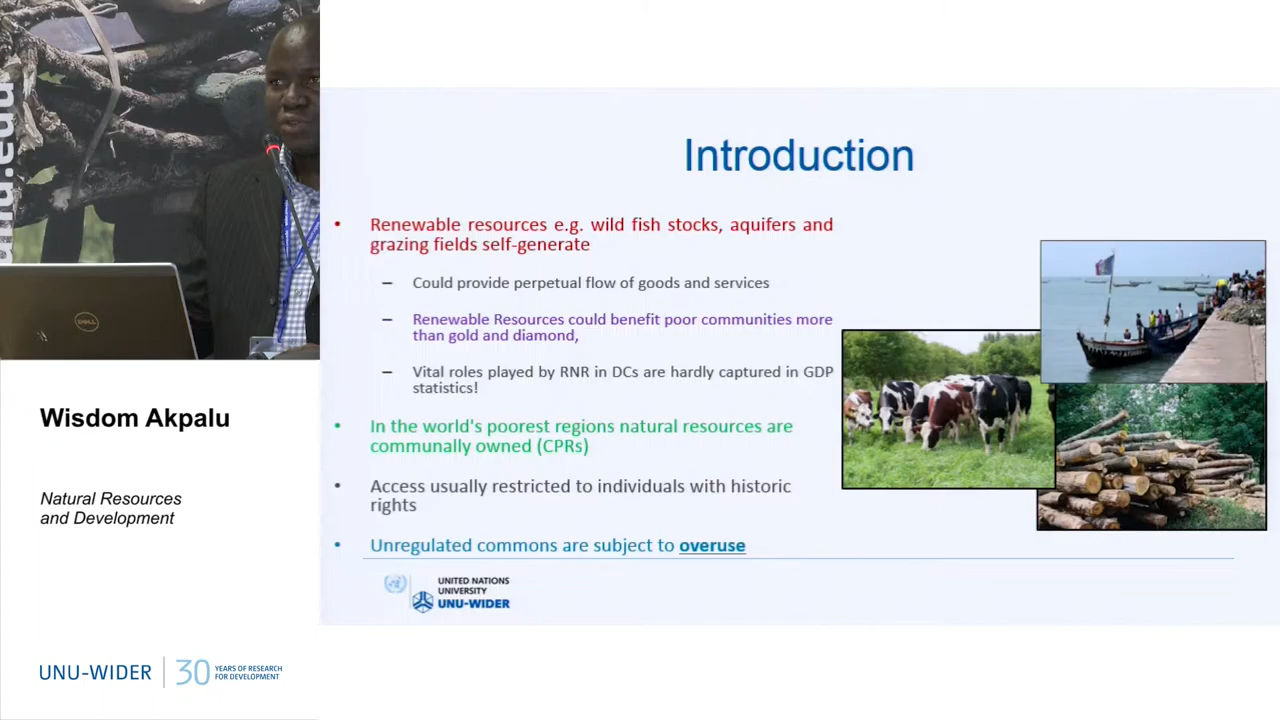 unu.edu
DELL
Wisdom Akpalu
Natural Resources
and Development
UNU-WIDER
30 YEARS OF RESEARCH
FOR DEVELOPMENT
Introduction
• Renewable resources e.g. wild fish stocks, aquifers and
grazing fields self-generate
– Could provide perpetual flow of goods and services
– Renewable Resources could benefit poor communities more
than gold and diamond,
– Vital roles played by RNR in DCs are hardly captured in GDP
statistics!
• In the world's poorest regions natural resources are
communally owned (CPRs)
• Access usually restricted to individuals with historic
rights
• Unregulated commons are subject to overuse
UNITED NATIONS
UNIVERSITY
UNU-WIDER